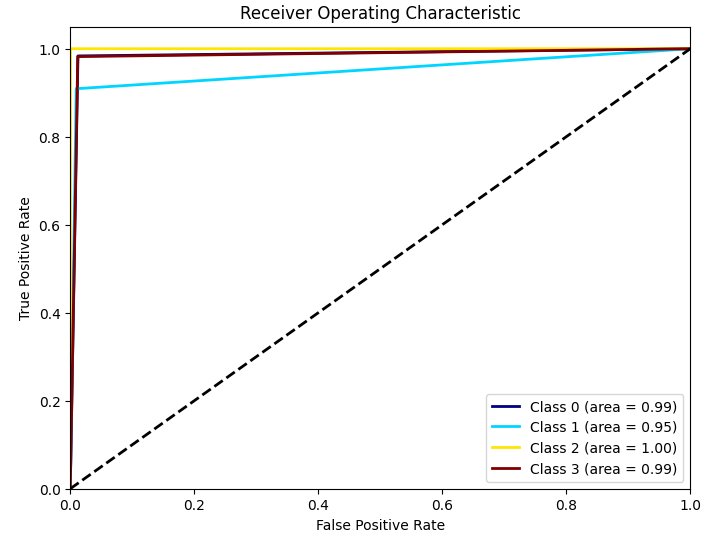 Receiver Operating Characteristic
True Positive Rate
1.0
0.8
0.6
0.4
0.2
0.0
Class 0 (area = 0.99)
Class 1 (area = 0.95)
Class 2 (area = 1.00)
Class 3 (area = 0.99)
0.0 0.2 0.4 0.6 0.8 1.0
False Positive Rate